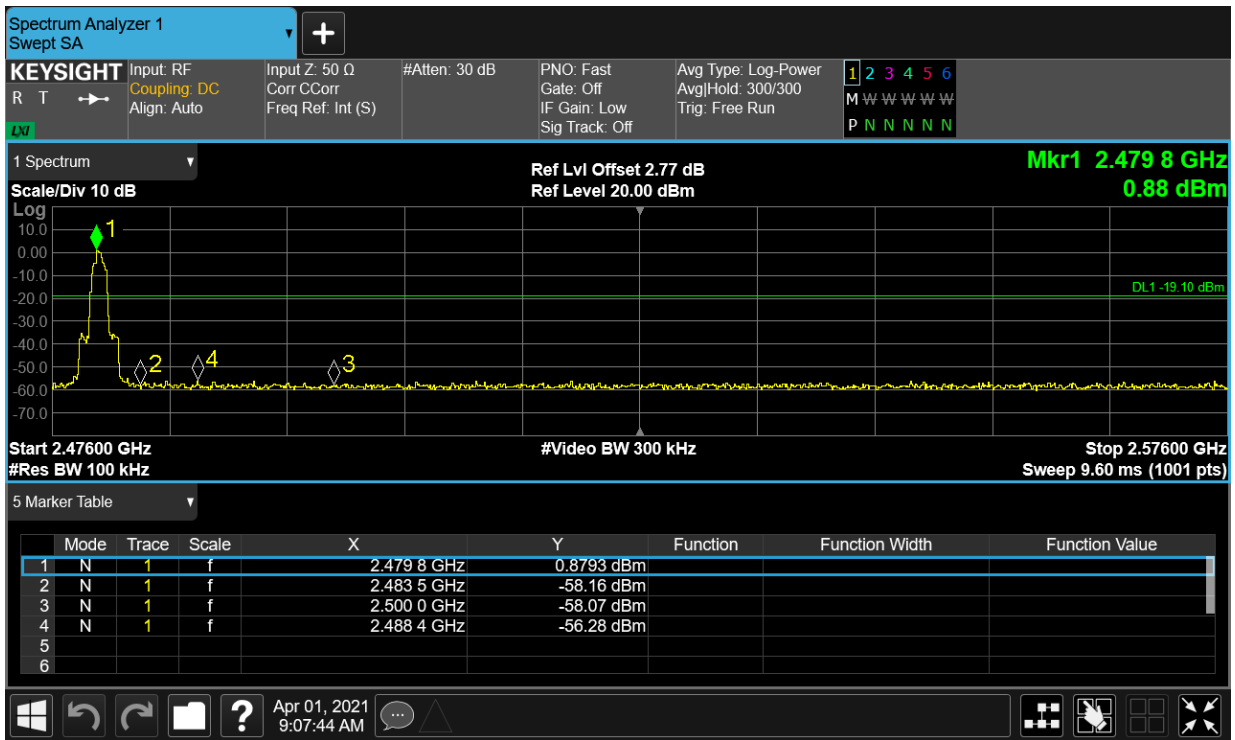 Spectrum Analyzer 1
Swept SA
KEYSIGHT Input: RF Input Z: 50 Ω #Atten: 30 dB PNO: Fast Avg Type: Log-Power 1 2 3 4 5 6
R T Coupling: DC Corr CCorr Gate: Off Avg|Hold: 300/300 M W W W W W
Align: Auto Freq Ref: Int (S) IF Gain: Low Trig: Free Run
LXI Sig Track: Off P N N N N N
1 Spectrum Ref Lvl Offset 2.77 dB Mkr1 2.479 8 GHz
Scale/Div 10 dB Ref Level 20.00 dBm 0.88 dBm
Log
1
10.0
0.00
-10.0
DL1 -19.10 dBm
-20.0
-30.0
-40.0
2 4 3
-50.0
-60.0
-70.0
Start 2.47600 GHz #Video BW 300 kHz Stop 2.57600 GHz
#Res BW 100 kHz Sweep 9.60 ms (1001 pts)
5 Marker Table
Mode Trace Scale X Y Function Function Width Function Value
1 N 1 f 2.479 8 GHz 0.8793 dBm
2 N 1 f 2.483 5 GHz -58.16 dBm
3 N 1 f 2.500 0 GHz -58.07 dBm
4 N 1 f 2.488 4 GHz -56.28 dBm
5
6
? Apr 01, 2021
9:07:44 AM